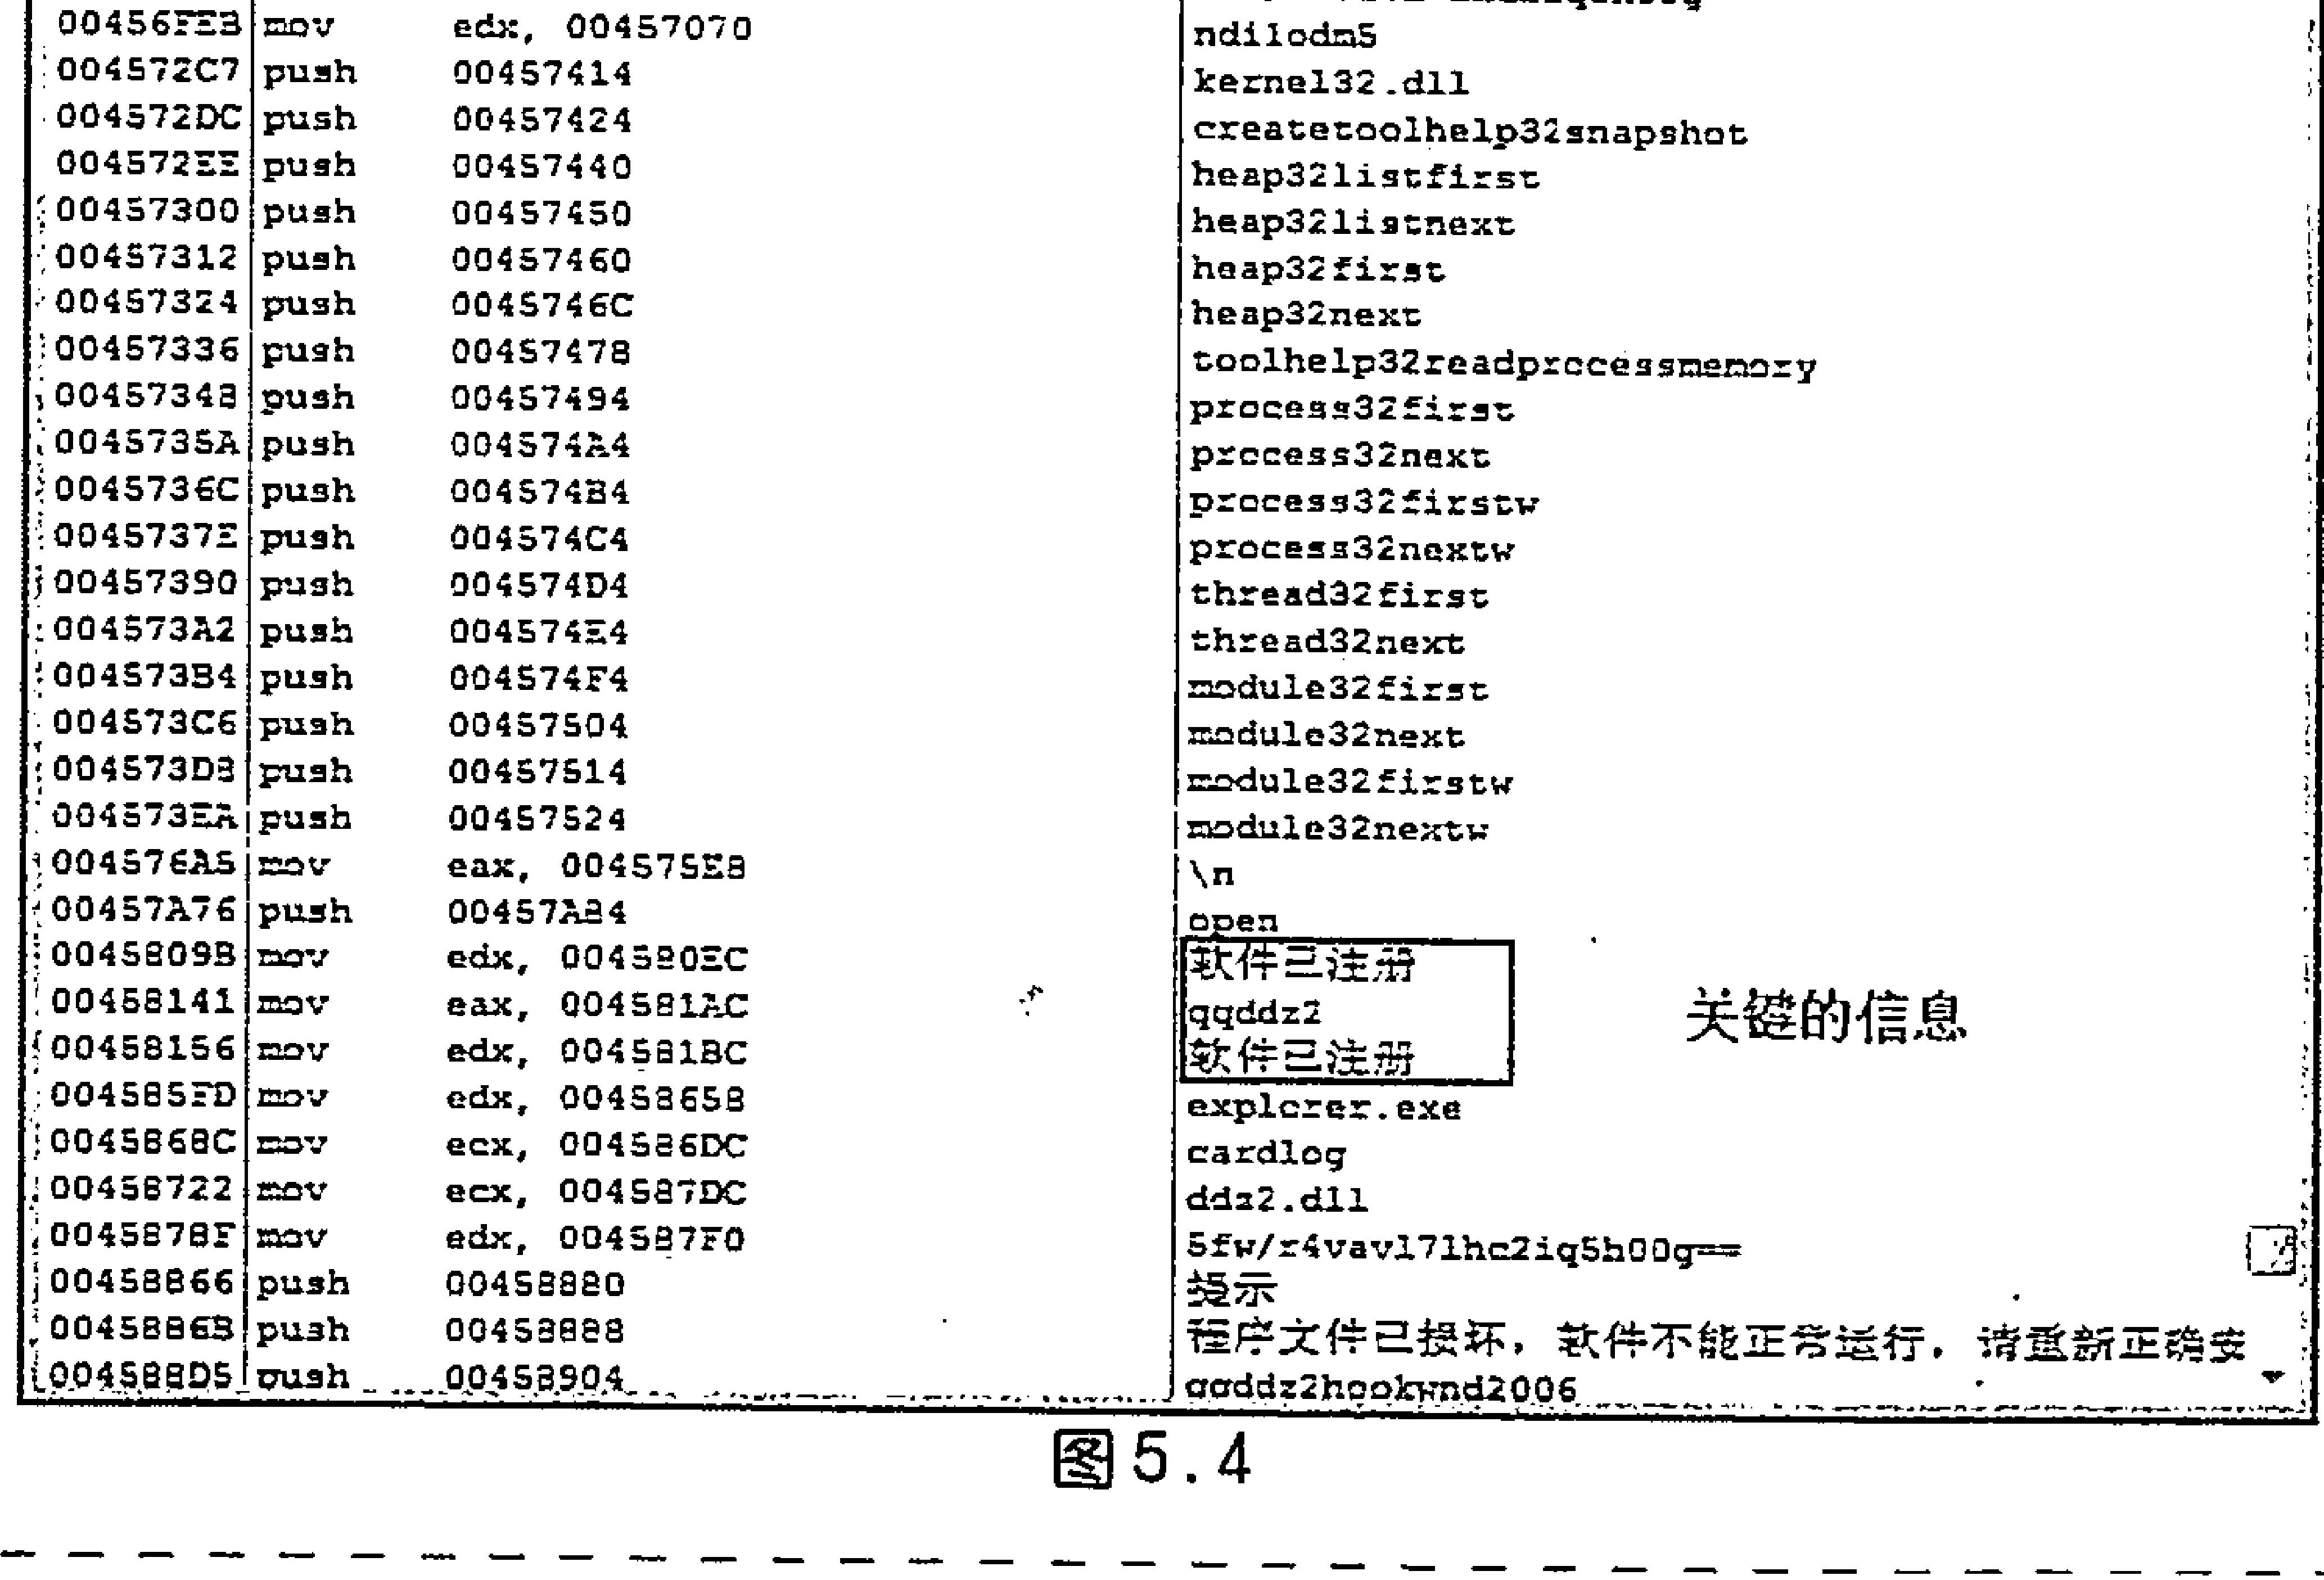 00456FEB mov edx, 00457070 ndilodm5
004572C7 push 00457414 kernel32.dll
004572DC push 00457424 createtoolhelp32snapshot
004572EE push 00457440 heap32listfirst
00457300 push 00457450 heap32listnext
00457312 push 00457460 heap32first
00457324 push 0045746C heap32next
00457336 push 00457478 toolhelp32readprocessmemory
00457348 push 00457494 process32first
0045735A push 004574A4 process32next
0045736C push 004574B4 process32firstw
0045737E push 004574C4 process32nextw
00457390 push 004574D4 thread32first
004573A2 push 004574E4 thread32next
004573B4 push 004574F4 module32first
004573C6 push 00457504 module32next
004573D8 push 00457514 module32firstw
004573EA push 00457524 module32nextw
004576A5 mov eax, 004575E8 \n
00457A76 push 00457A84 open
0045809B mov edx, 004580EC 软件已注册
00458141 mov eax, 004581AC qqddz2
关键的信息
00458156 mov edx, 004581BC 软件已注册
004585FD mov edx, 00458658 explorer.exe
0045868C mov ecx, 004586DC cardlog
00458722 mov ecx, 004587DC ddz2.dll
0045878F mov edx, 004587F0 5fw/r4vavl7lhc2iq5h00g==
00458866 push 00458880 提示
0045886B push 00458888 程序文件已损坏，软件不能正常运行，请重新正确安
004588D5 push 00458904 qqddz2hookwnd2006
图5.4